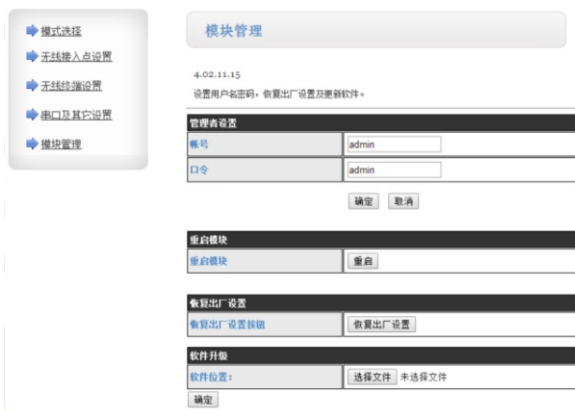 模式选择
无线接入点设置
无线终端设置
串口及其它设置
模块管理
模块管理
4.02.11.15
设置用户名密码，恢复出厂设置及更新软件。
管理者设置
帐号 admin
口令 admin
确定 取消
重启模块
重启模块 重启
恢复出厂设置
恢复出厂设置按钮 恢复出厂设置
软件升级
软件位置： 选择文件 未选择文件
确定